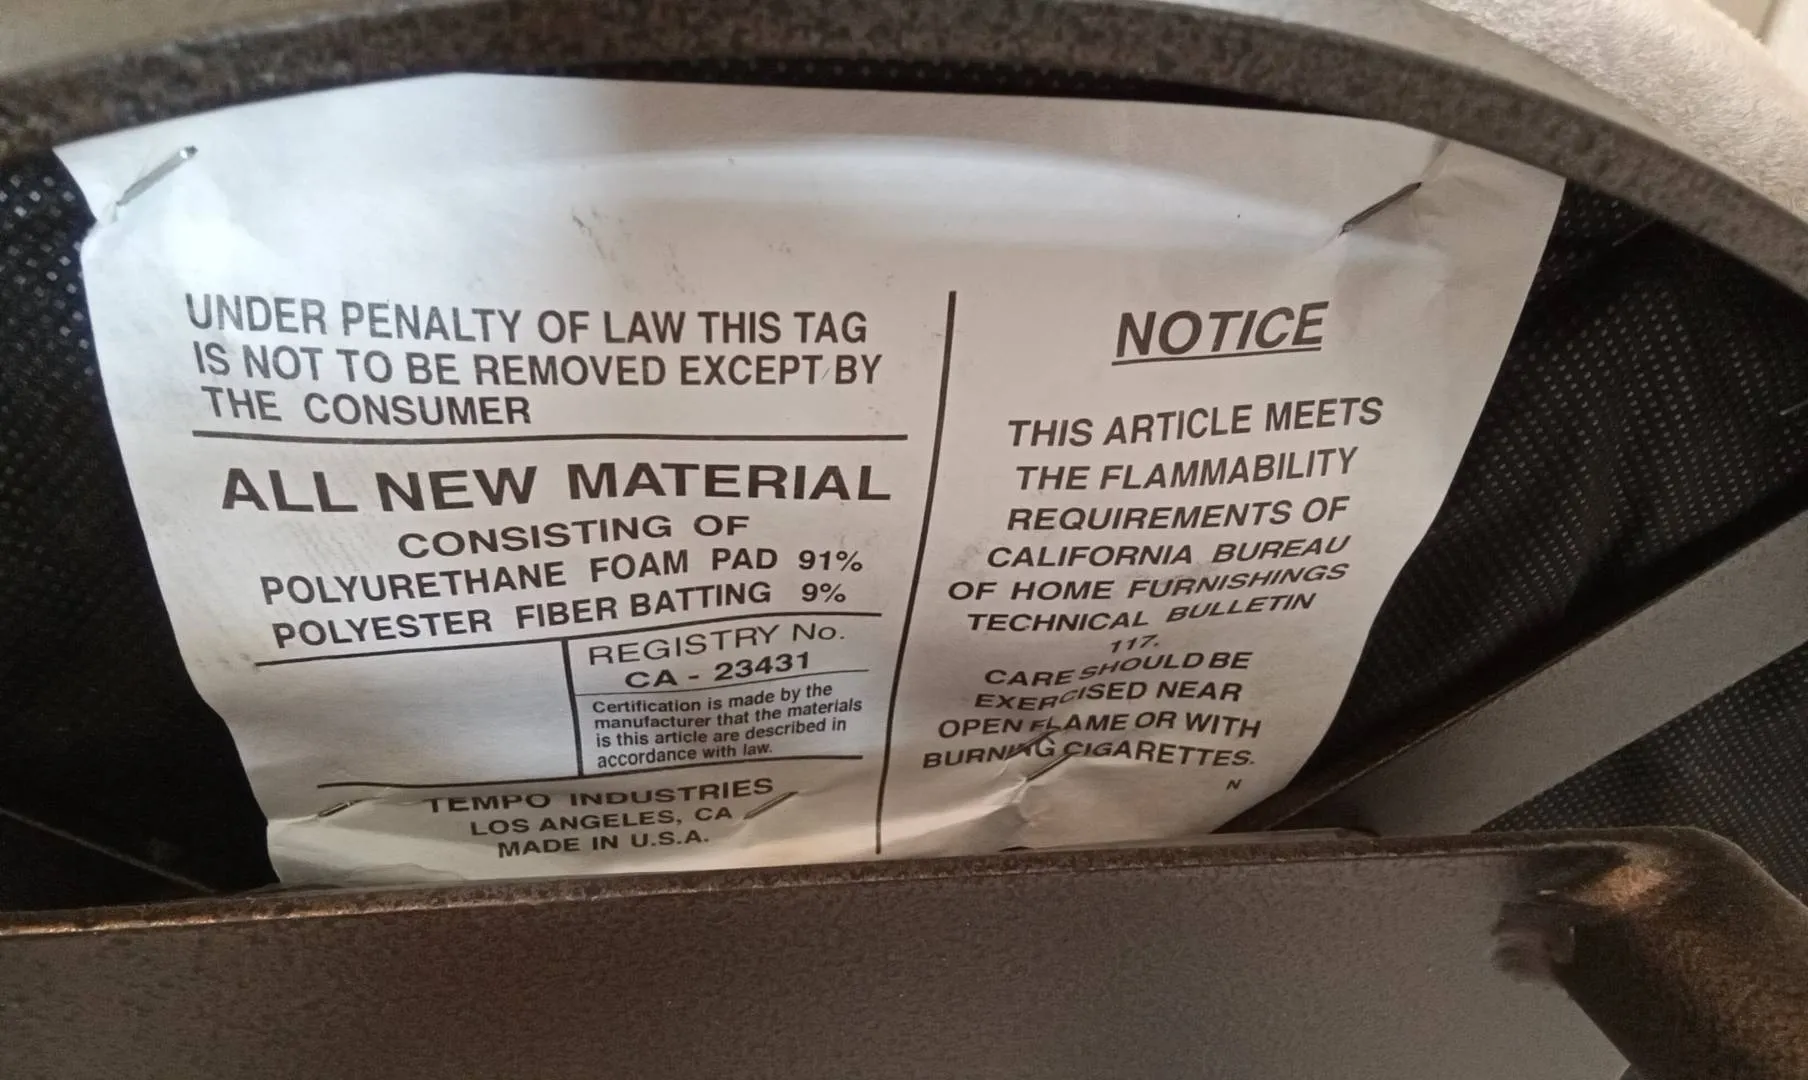 UNDER PENALTY OF LAW THIS TAG
IS NOT TO BE REMOVED EXCEPT BY
THE CONSUMER
ALL NEW MATERIAL
CONSISTING OF
POLYURETHANE FOAM PAD 91%
POLYESTER FIBER BATTING 9%
REGISTRY No.
CA - 23431
Certification is made by the
manufacturer that the materials
is this article are described in
accordance with law.
TEMPO INDUSTRIES
LOS ANGELES, CA
MADE IN U.S.A.
NOTICE
THIS ARTICLE MEETS
THE FLAMMABILITY
REQUIREMENTS OF
CALIFORNIA BUREAU
OF HOME FURNISHINGS
TECHNICAL BULLETIN
117.
CARE SHOULD BE
EXERCISED NEAR
OPEN FLAME OR WITH
BURNING CIGARETTES.
N